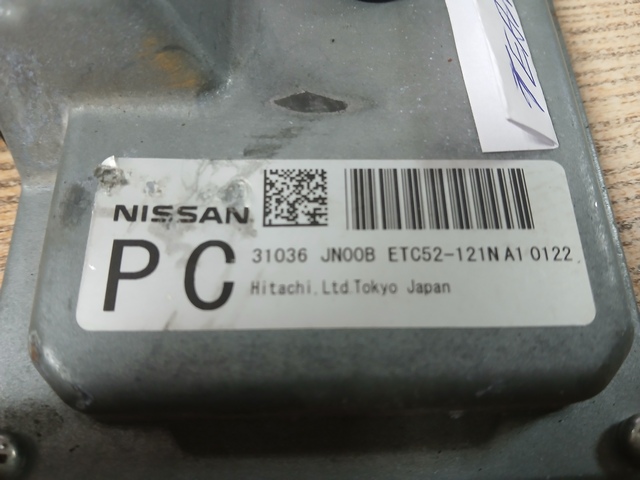 NISSAN
PC
31036 JN00B ETC52-121N A1 0122
Hitachi.Ltd.Tokyo Japan